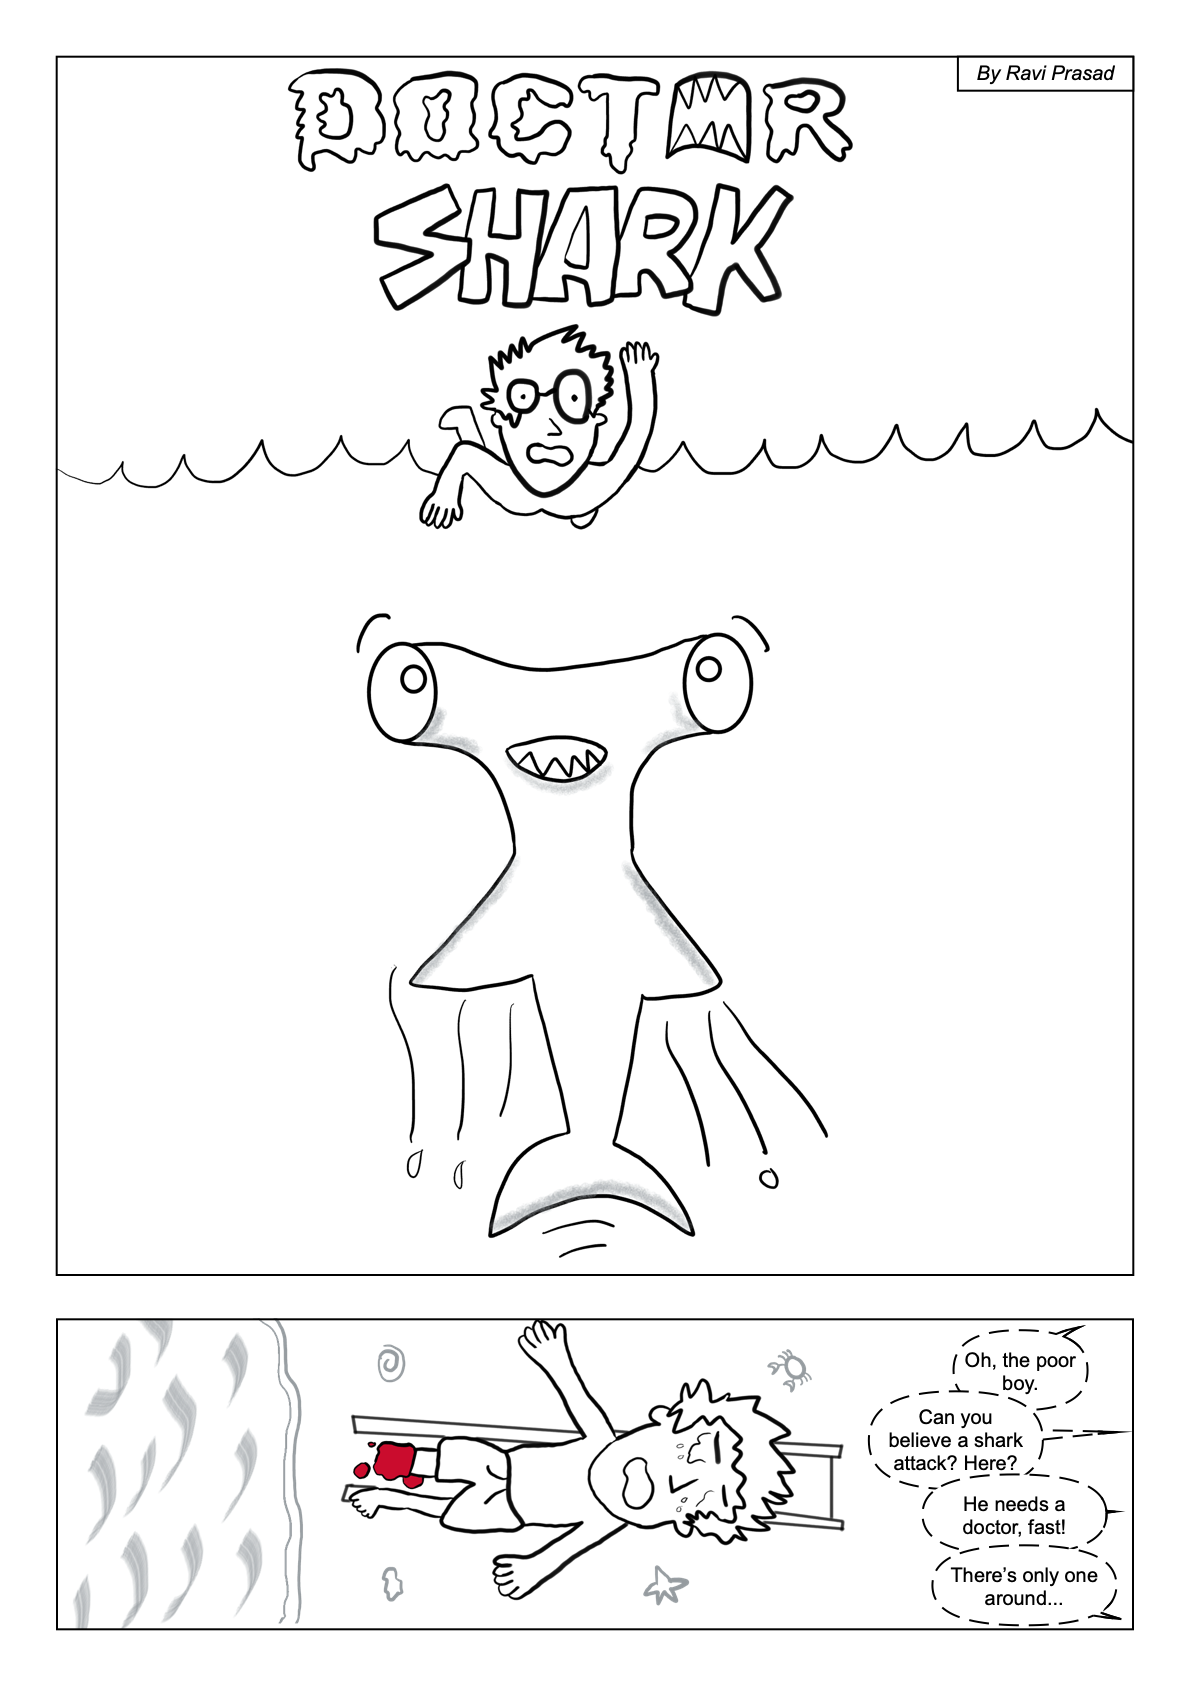 By Ravi Prasad
DOCTOR
SHARK
Oh, the poor
boy.
Can you
believe a shark
attack? Here?
He needs a
doctor, fast!
There's only one
around...